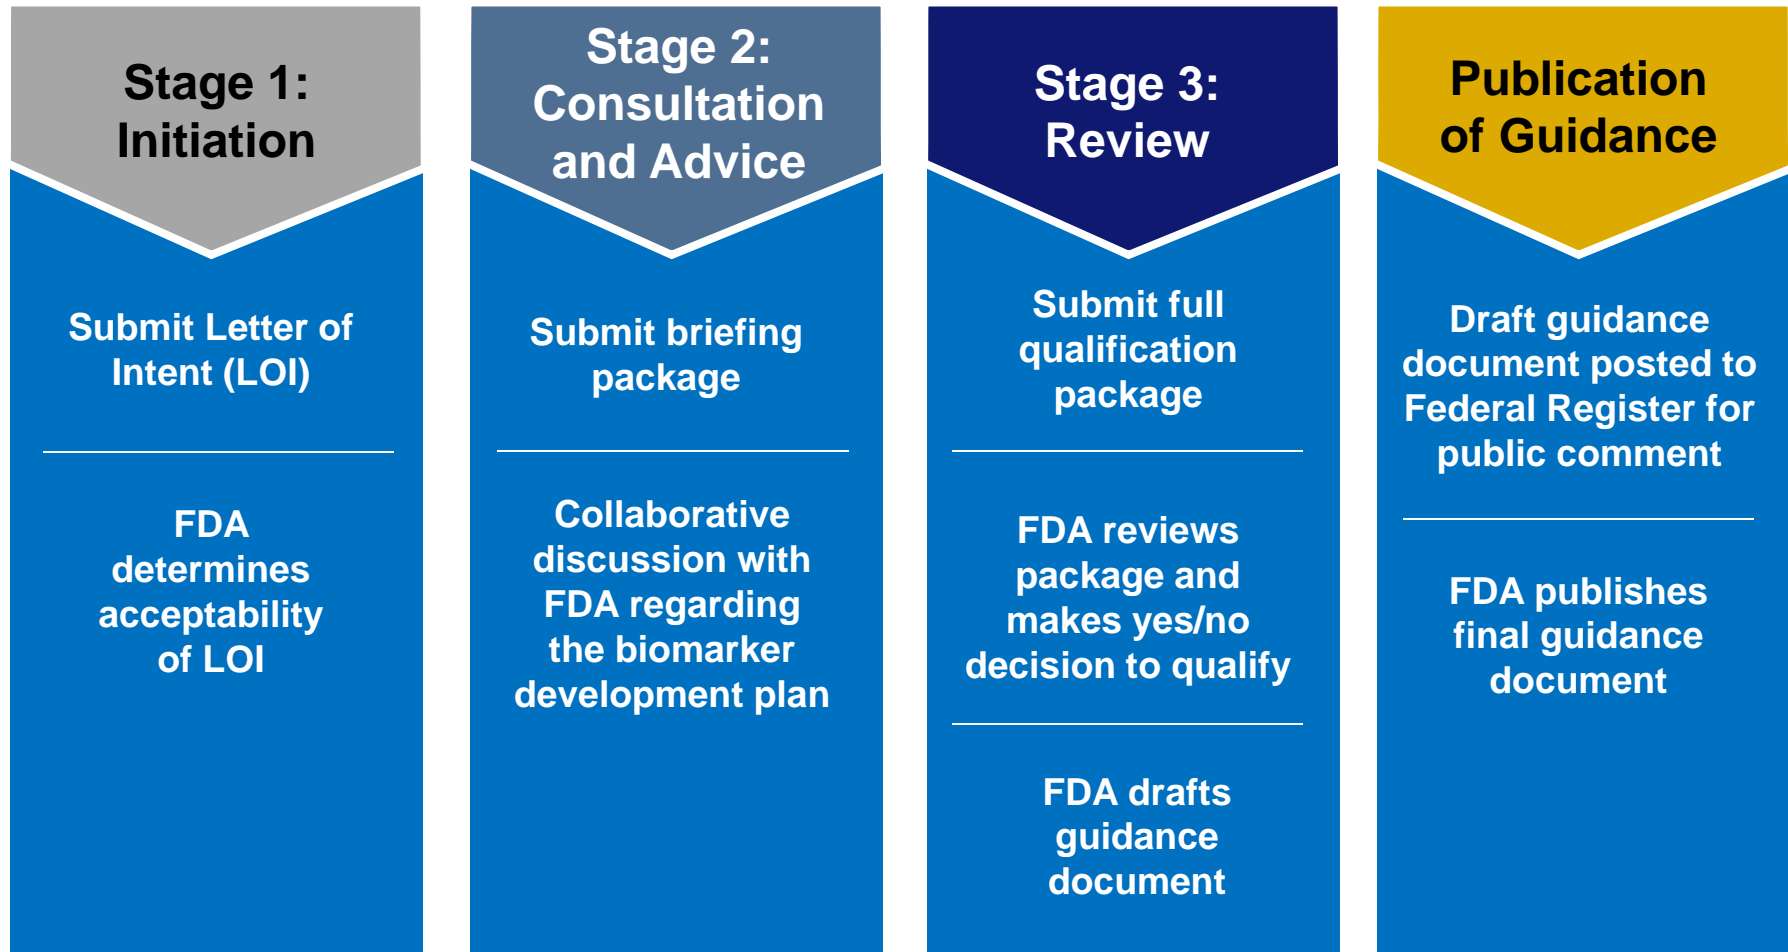 Stage 1:
Initiation
Submit Letter of
Intent (LOI)
FDA
determines
acceptability
of LOI
Stage 2:
Consultation
and Advice
Submit briefing
package
Collaborative
discussion with
FDA regarding
the biomarker
development plan
Stage 3:
Review
Submit full
qualification
package
FDA reviews
package and
makes yes/no
decision to qualify
FDA drafts
guidance
document
Publication
of Guidance
Draft guidance
document posted to
Federal Register for
public comment
FDA publishes
final guidance
document